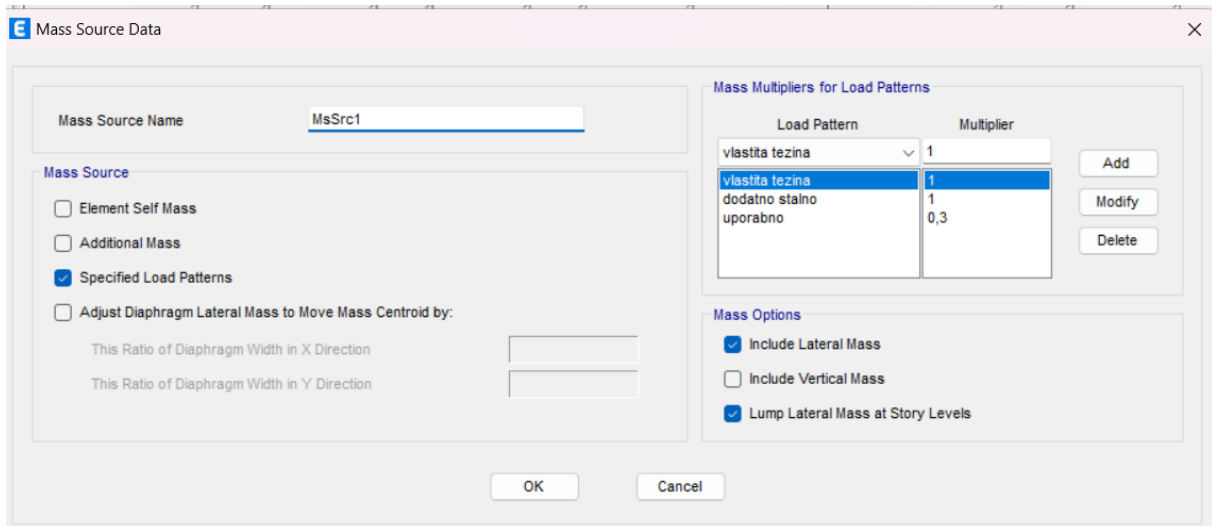 E Mass Source Data
Mass Source Name MsSrc1
Mass Source
Element Self Mass
Additional Mass
Specified Load Patterns
Adjust Diaphragm Lateral Mass to Move Mass Centroid by:
This Ratio of Diaphragm Width in X Direction
This Ratio of Diaphragm Width in Y Direction
Mass Multipliers for Load Patterns
Load Pattern Multiplier
vlastita tezina 1
vlastita tezina 1
dodatno stalno 1
uporabno 0,3
Add
Modify
Delete
Mass Options
Include Lateral Mass
Include Vertical Mass
Lump Lateral Mass at Story Levels
OK Cancel